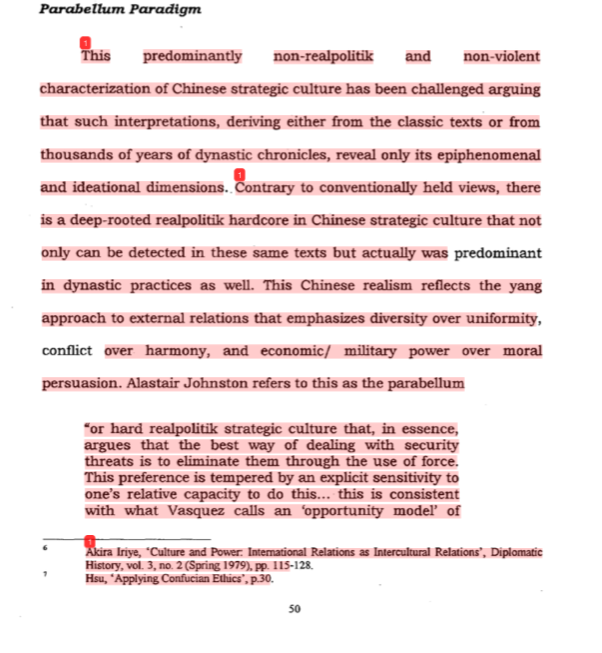 Parabellum Paradigm
1
This predominantly non-realpolitik and non-violent
characterization of Chinese strategic culture has been challenged arguing
that such interpretations, deriving either from the classic texts or from
thousands of years of dynastic chronicles, reveal only its epiphenomenal
1
and ideational dimensions. Contrary to conventionally held views, there
is a deep-rooted realpolitik hardcore in Chinese strategic culture that not
only can be detected in these same texts but actually was predominant
in dynastic practices as well. This Chinese realism reflects the yang
approach to external relations that emphasizes diversity over uniformity,
conflict over harmony, and economic/ military power over moral
persuasion. Alastair Johnston refers to this as the parabellum
"or hard realpolitik strategic culture that, in essence,
argues that the best way of dealing with security
threats is to eliminate them through the use of force.
This preference is tempered by an explicit sensitivity to
one's relative capacity to do this... this is consistent
with what Vasquez calls an 'opportunity model' of
1
6 Akira Iriye, 'Culture and Power: International Relations as Intercultural Relations', Diplomatic
History, vol. 3, no. 2 (Spring 1979), pp. 115-128.
7 Hsu, 'Applying Confucian Ethics', p.30.
50